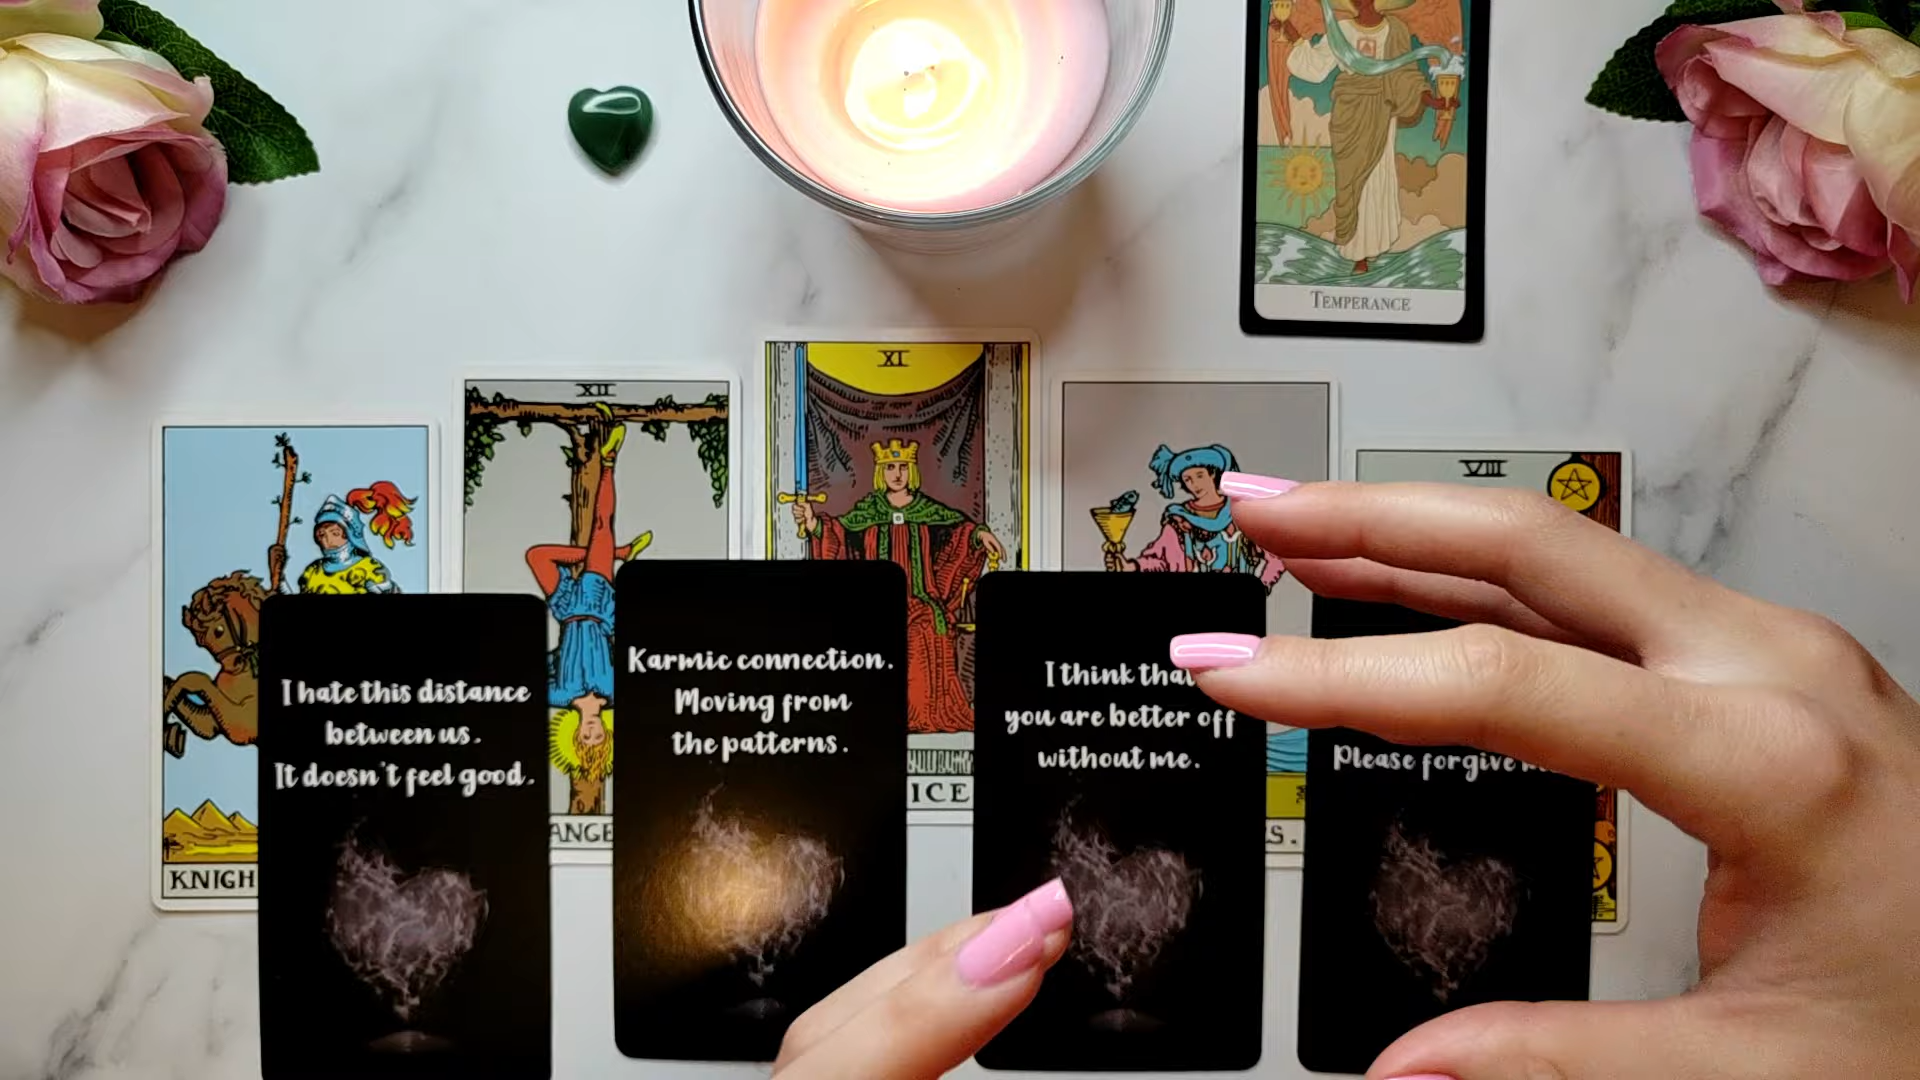 TEMPERANCE
XII
XI
VIII
KNIGH
ANGE
ICE
S.
I hate this distance
between us.
It doesn't feel good.
Karmic connection.
Moving from
the patterns.
I think that
you are better off
without me.
Please forgive